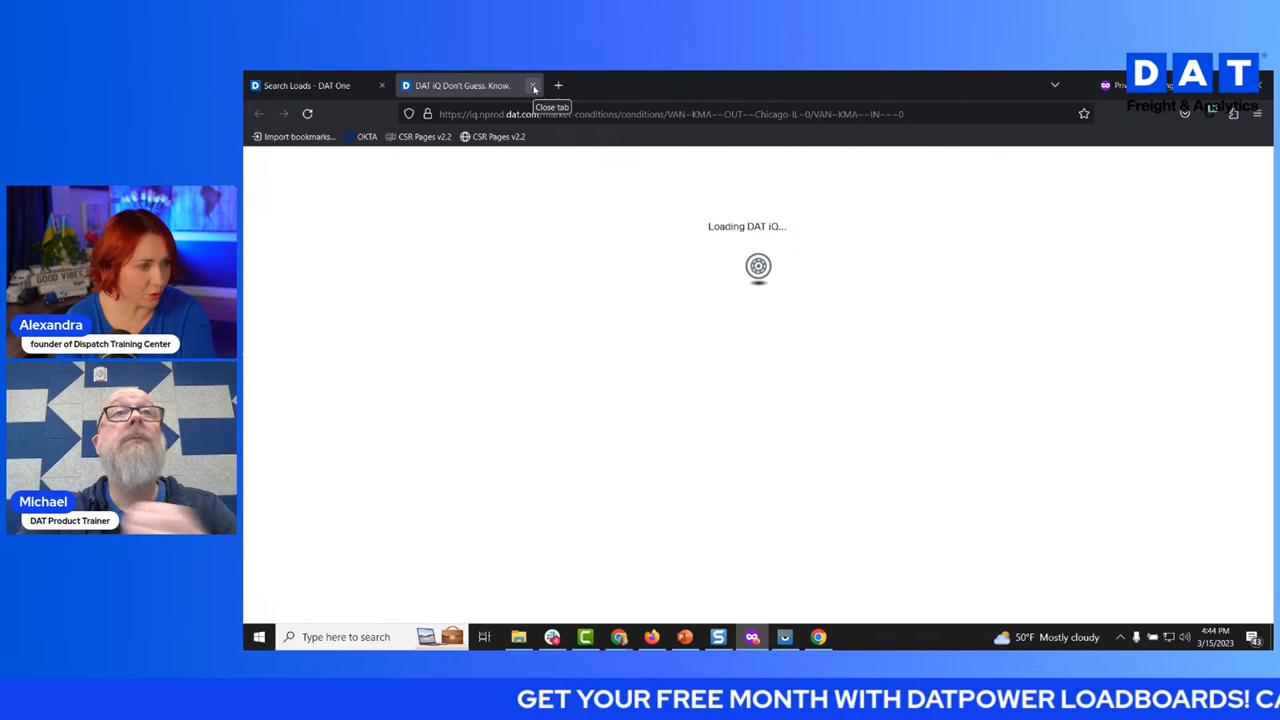 Search Loads - DAT One
DAT iQ Don't Guess. Know.
Close tab
https://iq.nprod.dat.com/market-conditions/conditions/VAN~KMA~~OUT~~Chicago-IL~0/VAN~KMA~~IN~~~0
Import bookmarks...
OKTA
CSR Pages v2.2
CSR Pages v2.2
DAT
Freight & Analytics
Loading DAT iQ...
GOOD VIBES
Alexandra
founder of Dispatch Training Center
Michael
DAT Product Trainer
Type here to search
50°F Mostly cloudy
4:44 PM
3/15/2023
43
GET YOUR FREE MONTH WITH DATPOWER LOADBOARDS! CA